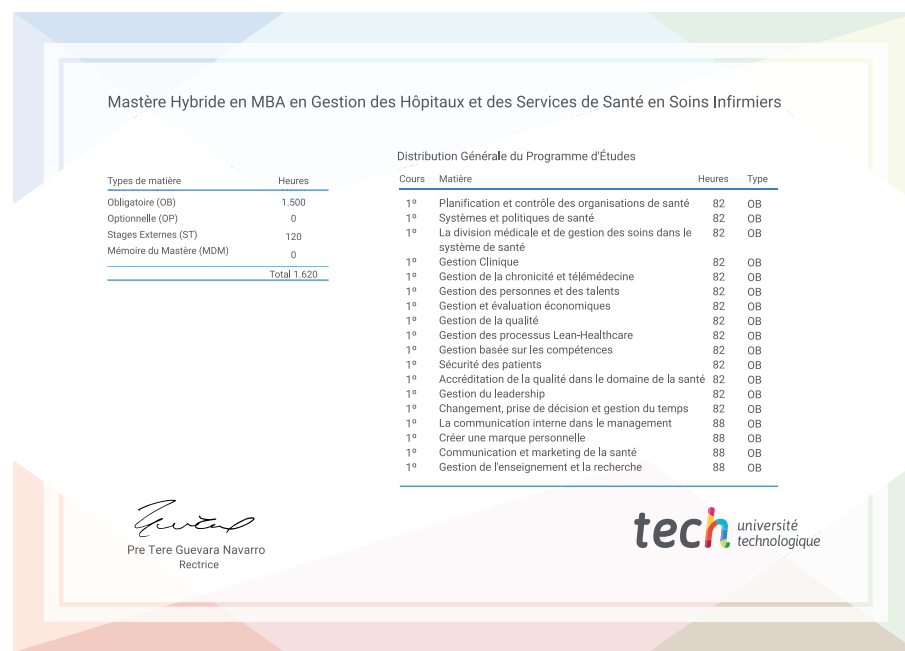 Mastère Hybride en MBA en Gestion des Hôpitaux et des Services de Santé en Soins Infirmiers
Types de matière Heures
Obligatoire (OB) 1.500
Optionnelle (OP) 0
Stages Externes (ST) 120
Mémoire du Mastère (MDM) 0
Total 1.620
Distribution Générale du Programme d'Études
Cours Matière Heures Type
1º Planification et contrôle des organisations de santé 82 OB
1º Systèmes et politiques de santé 82 OB
1º La division médicale et de gestion des soins dans le 82 OB
système de santé
1º Gestion Clinique 82 OB
1º Gestion de la chronicité et télémédecine 82 OB
1º Gestion des personnes et des talents 82 OB
1º Gestion et évaluation économiques 82 OB
1º Gestion de la qualité 82 OB
1º Gestion des processus Lean-Healthcare 82 OB
1º Gestion basée sur les compétences 82 OB
1º Sécurité des patients 82 OB
1º Accréditation de la qualité dans le domaine de la santé 82 OB
1º Gestion du leadership 82 OB
1º Changement, prise de décision et gestion du temps 82 OB
1º La communication interne dans le management 88 OB
1º Créer une marque personnelle 88 OB
1º Communication et marketing de la santé 88 OB
1º Gestion de l'enseignement et la recherche 88 OB
Pre Tere Guevara Navarro
Rectrice
tech université
technologique